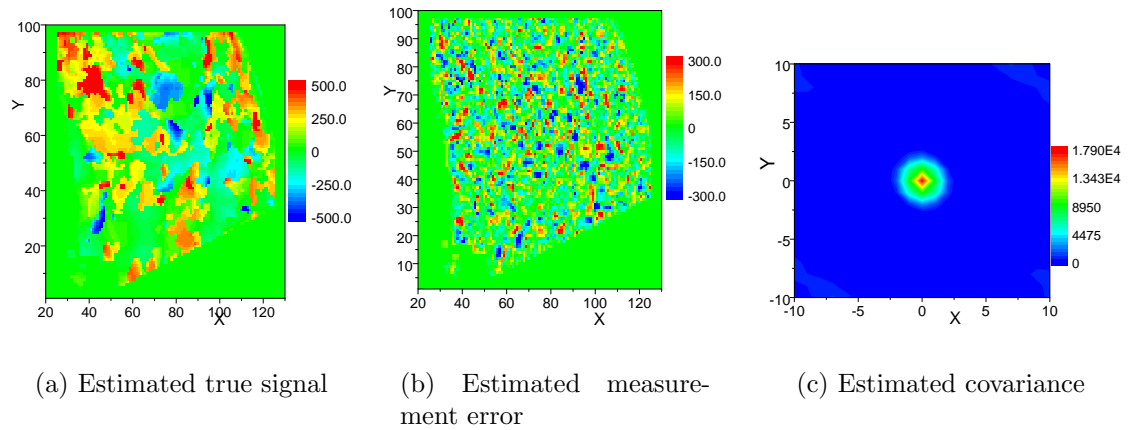 100
80
60
40
20
Y
20 40 60 80 100 120
X
500.0
250.0
0
-250.0
-500.0
100
90
80
70
60
50
40
30
20
10
Y
20 40 60 80 100 120
X
300.0
150.0
0
-150.0
-300.0
10
5
0
-5
-10
Y
-10 -5 0 5 10
X
1.790E4
1.343E4
8950
4475
0
(a) Estimated true signal
(b) Estimated measure-
ment error
(c) Estimated covariance